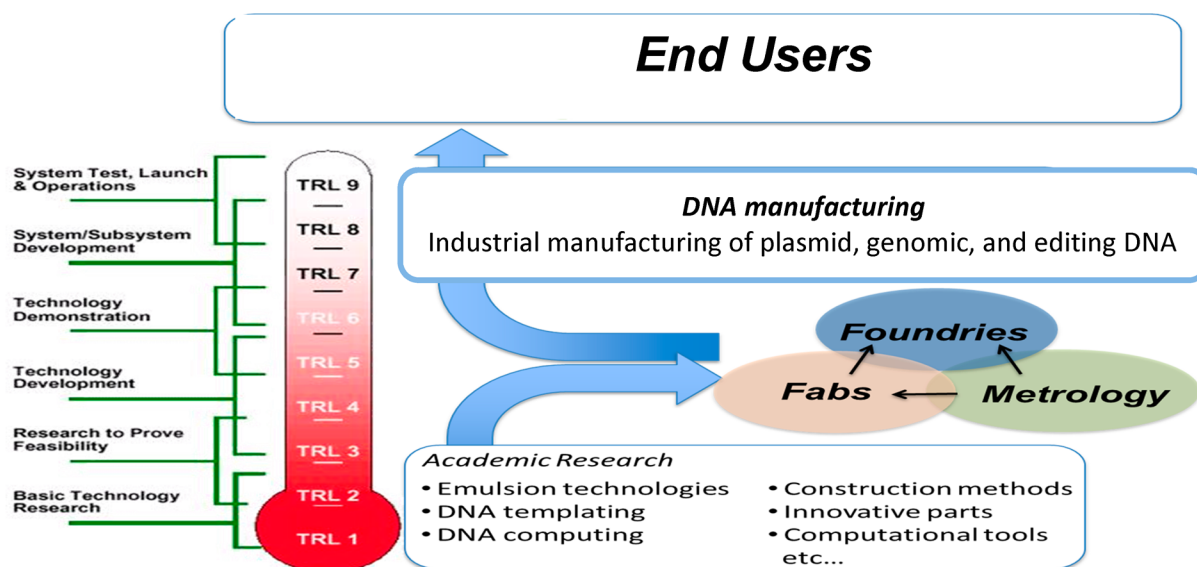 End Users
System Test, Launch
& Operations
System/Subsystem
Development
Technology
Demonstration
Technology
Development
Research to Prove
Feasibility
Basic Technology
Research
TRL 9
TRL 8
TRL 7
TRL 6
TRL 5
TRL 4
TRL 3
TRL 2
TRL 1
DNA manufacturing
Industrial manufacturing of plasmid, genomic, and editing DNA
Foundries
Fabs
Metrology
Academic Research
• Emulsion technologies
• DNA templating
• DNA computing
• Construction methods
• Innovative parts
• Computational tools
etc...